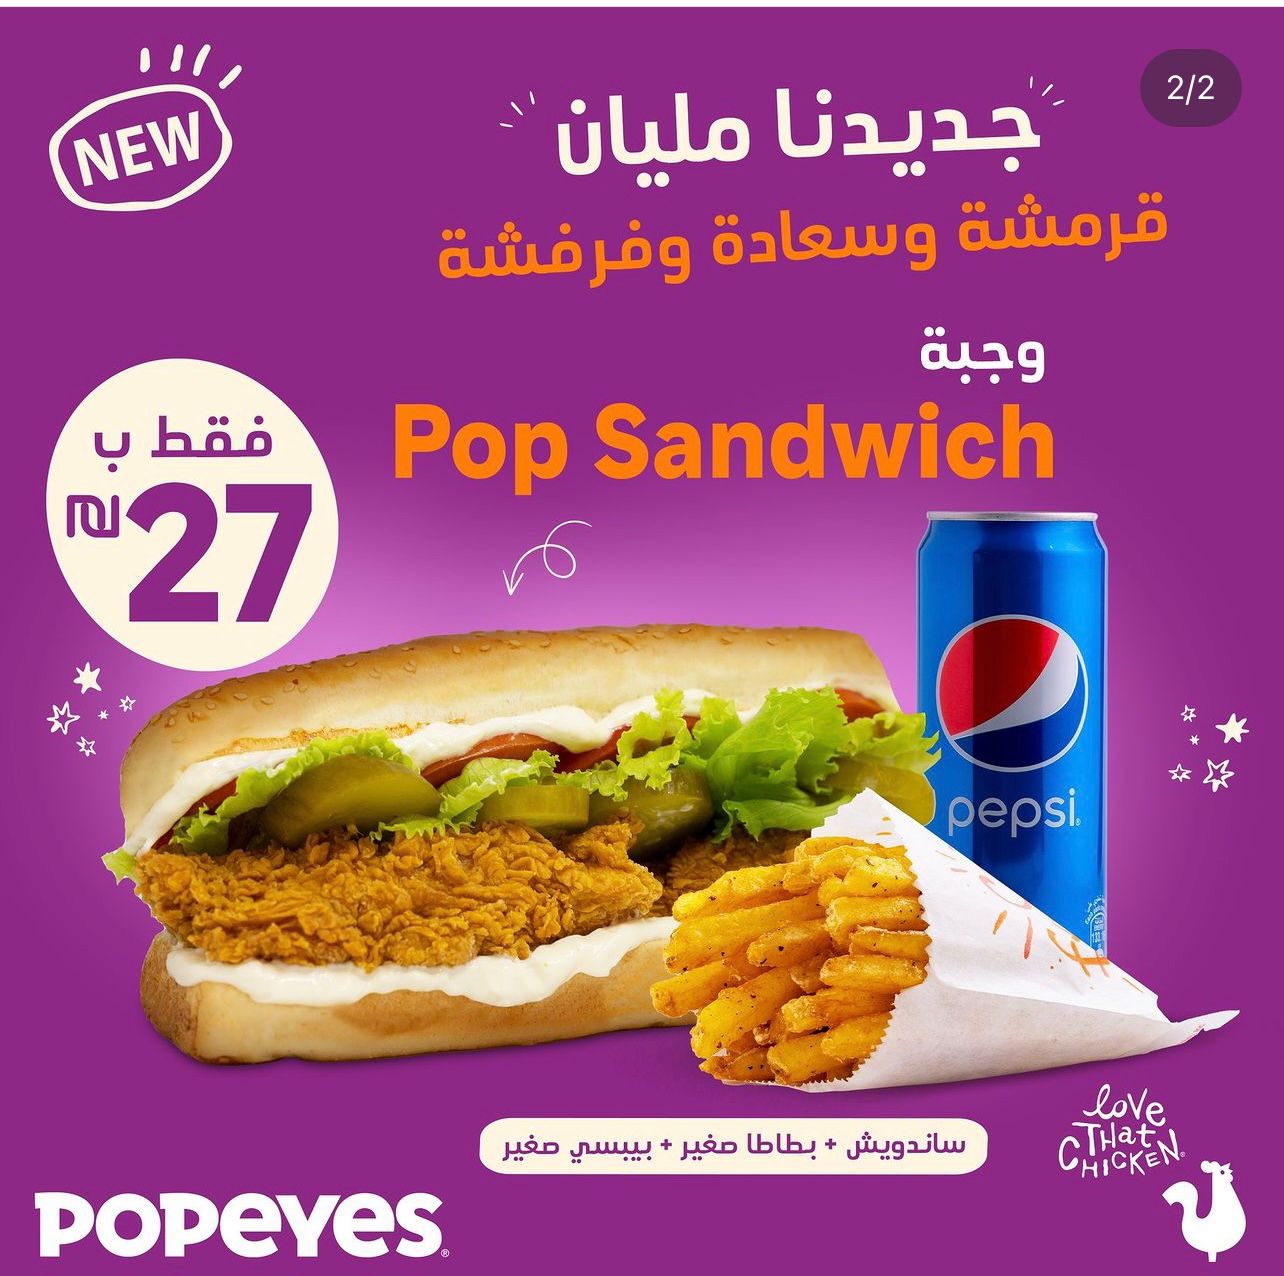 2/2
NEW
جديدنا مليان
قرمشة وسعادة وفرفشة
وجبة
Pop Sandwich
فقط ب
₪27
pepsi
ساندويش + بطاطا صغير + بيبسي صغير
love
THat
CHICKEN
POPEYES